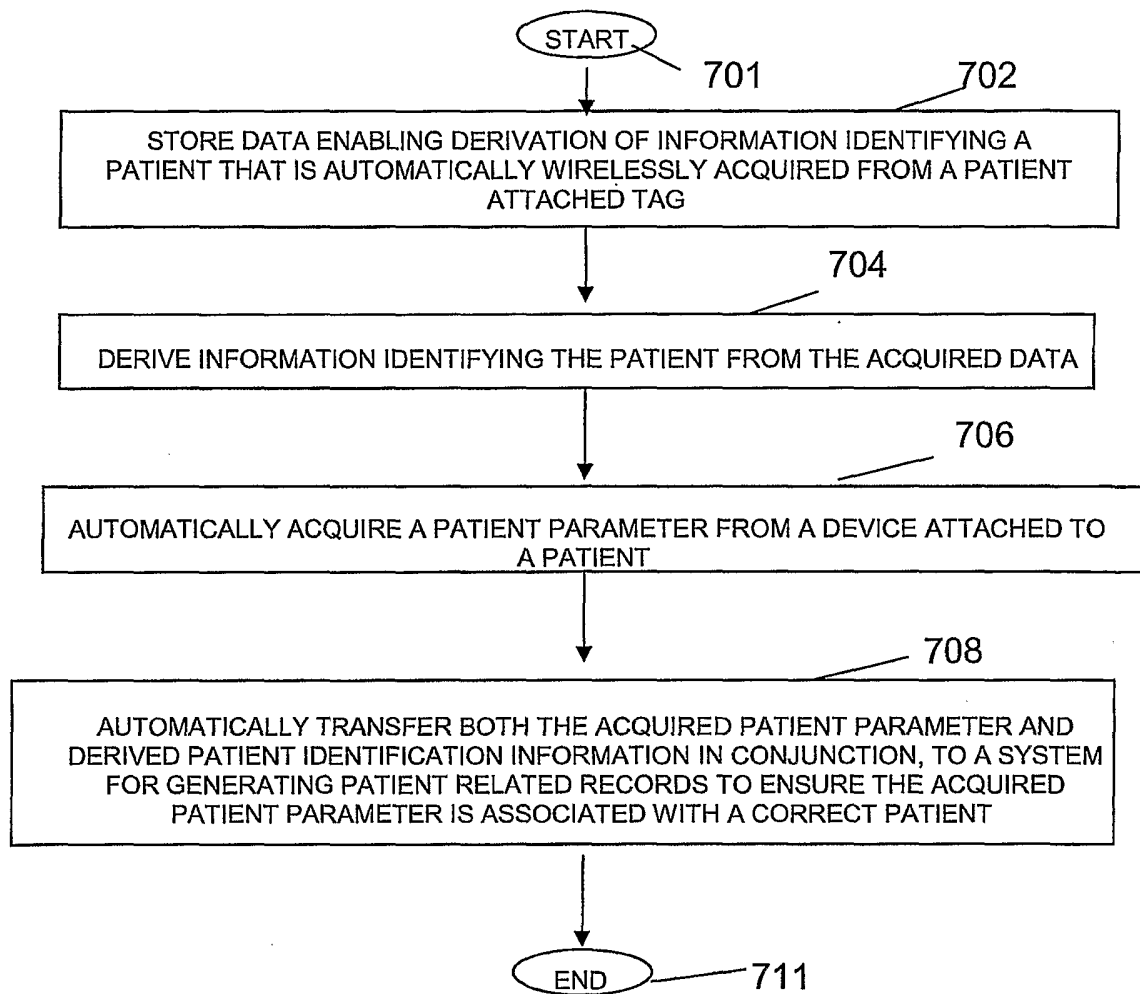 START
701
702
STORE DATA ENABLING DERIVATION OF INFORMATION IDENTIFYING A
PATIENT THAT IS AUTOMATICALLY WIRELESSLY ACQUIRED FROM A PATIENT
ATTACHED TAG
704
DERIVE INFORMATION IDENTIFYING THE PATIENT FROM THE ACQUIRED DATA
706
AUTOMATICALLY ACQUIRE A PATIENT PARAMETER FROM A DEVICE ATTACHED TO
A PATIENT
708
AUTOMATICALLY TRANSFER BOTH THE ACQUIRED PATIENT PARAMETER AND
DERIVED PATIENT IDENTIFICATION INFORMATION IN CONJUNCTION, TO A SYSTEM
FOR GENERATING PATIENT RELATED RECORDS TO ENSURE THE ACQUIRED
PATIENT PARAMETER IS ASSOCIATED WITH A CORRECT PATIENT
END
711